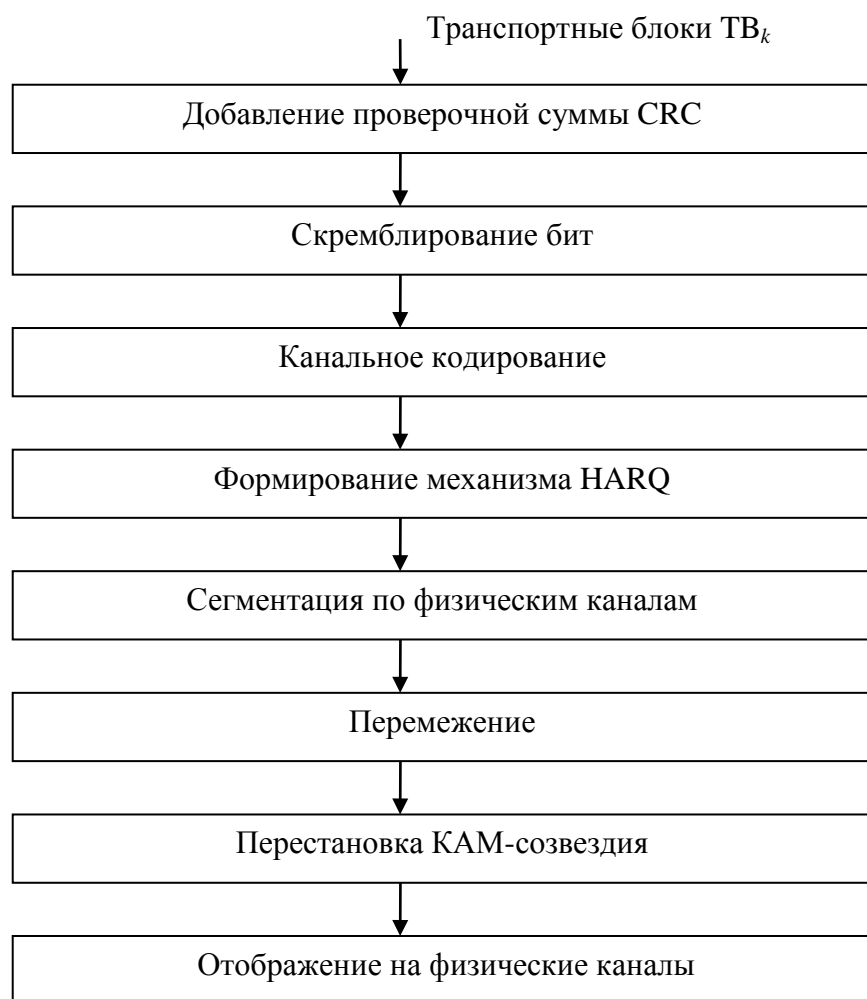 Транспортные блоки TBk
Добавление проверочной суммы CRC
Скремблирование бит
Канальное кодирование
Формирование механизма HARQ
Сегментация по физическим каналам
Перемежение
Перестановка КАМ-созвездия
Отображение на физические каналы